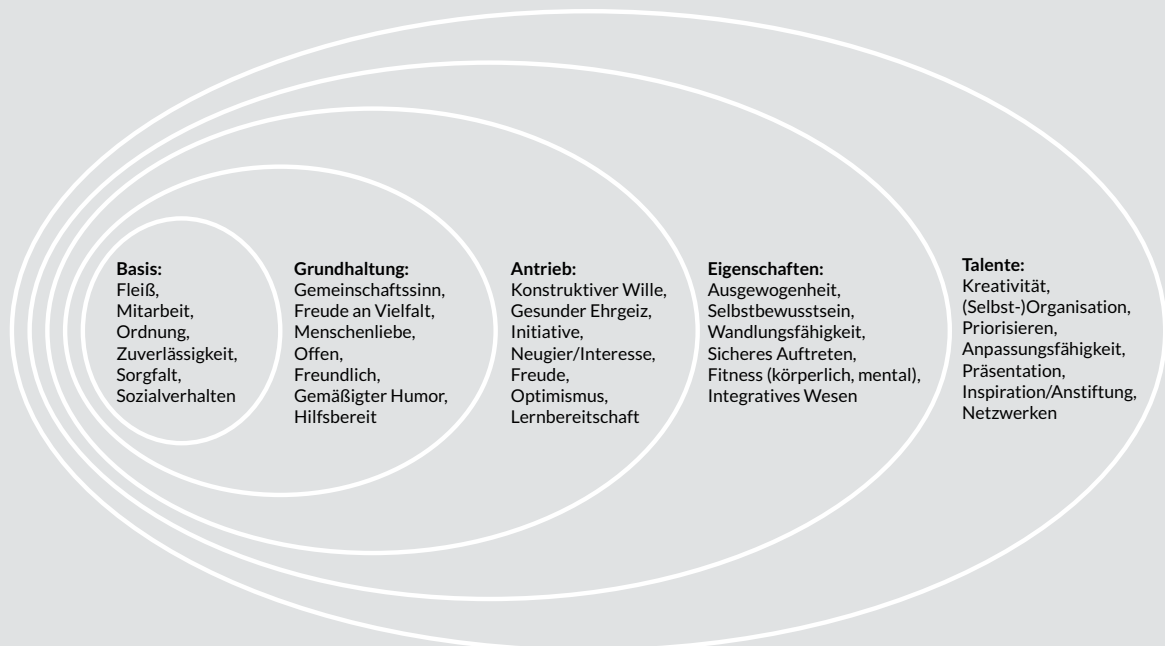 Basis:
Fleiß,
Mitarbeit,
Ordnung,
Zuverlässigkeit,
Sorgfalt,
Sozialverhalten
Grundhaltung:
Gemeinschaftssinn,
Freude an Vielfalt,
Menschenliebe,
Offen,
Freundlich,
Gemäßigter Humor,
Hilfsbereit
Antrieb:
Konstruktiver Wille,
Gesunder Ehrgeiz,
Initiative,
Neugier/Interesse,
Freude,
Optimismus,
Lernbereitschaft
Eigenschaften:
Ausgewogenheit,
Selbstbewusstsein,
Wandlungsfähigkeit,
Sicheres Auftreten,
Fitness (körperlich, mental),
Integratives Wesen
Talente:
Kreativität,
(Selbst-)Organisation,
Priorisieren,
Anpassungsfähigkeit,
Präsentation,
Inspiration/Anstiftung,
Netzwerken